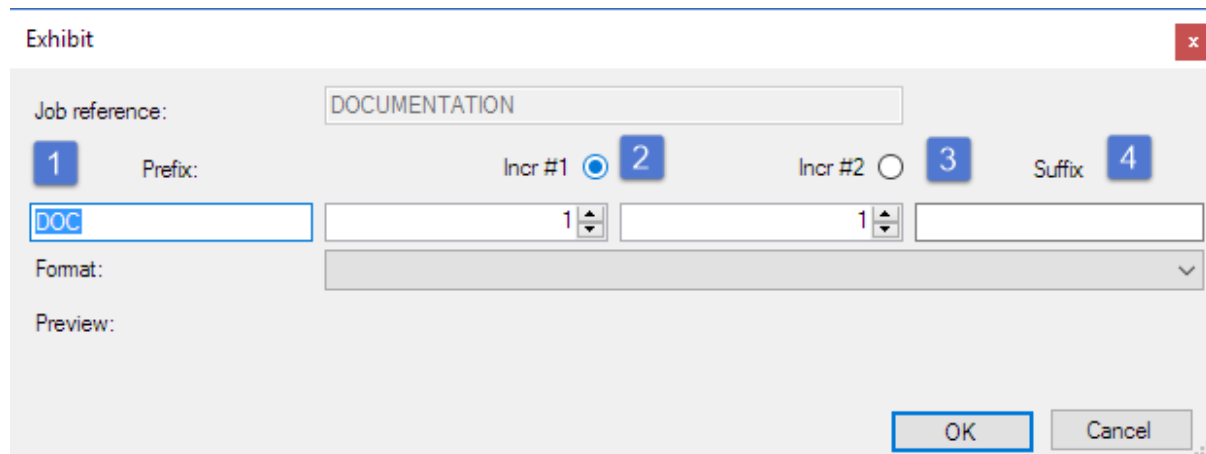 Exhibit x
Job reference: DOCUMENTATION
1 Prefix: Incr #1 2 Incr #2 3 Suffix 4
DOC 1 1
Format:
Preview:
OK Cancel